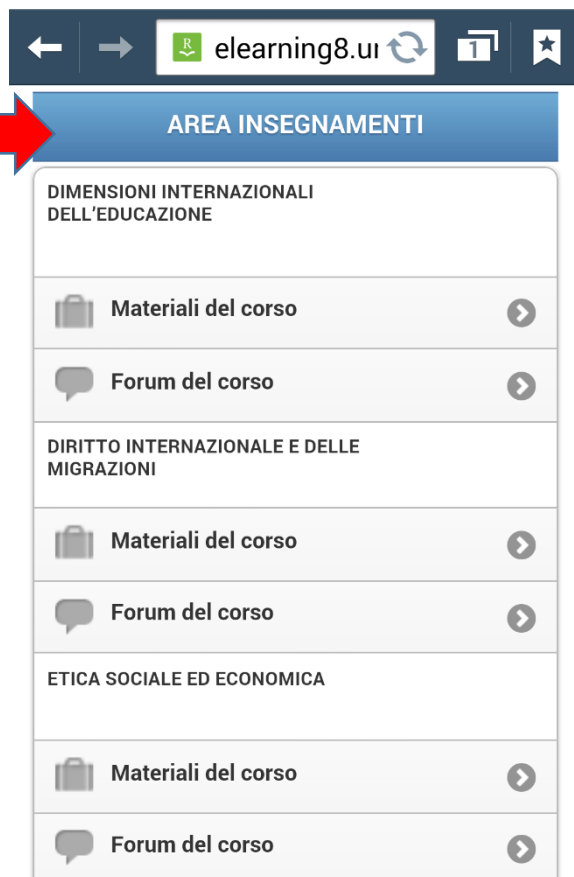 elearning8.ur
1
AREA INSEGNAMENTI
DIMENSIONI INTERNAZIONALI
DELL’EDUCAZIONE
Materiali del corso
Forum del corso
DIRITTO INTERNAZIONALE E DELLE
MIGRAZIONI
Materiali del corso
Forum del corso
ETICA SOCIALE ED ECONOMICA
Materiali del corso
Forum del corso